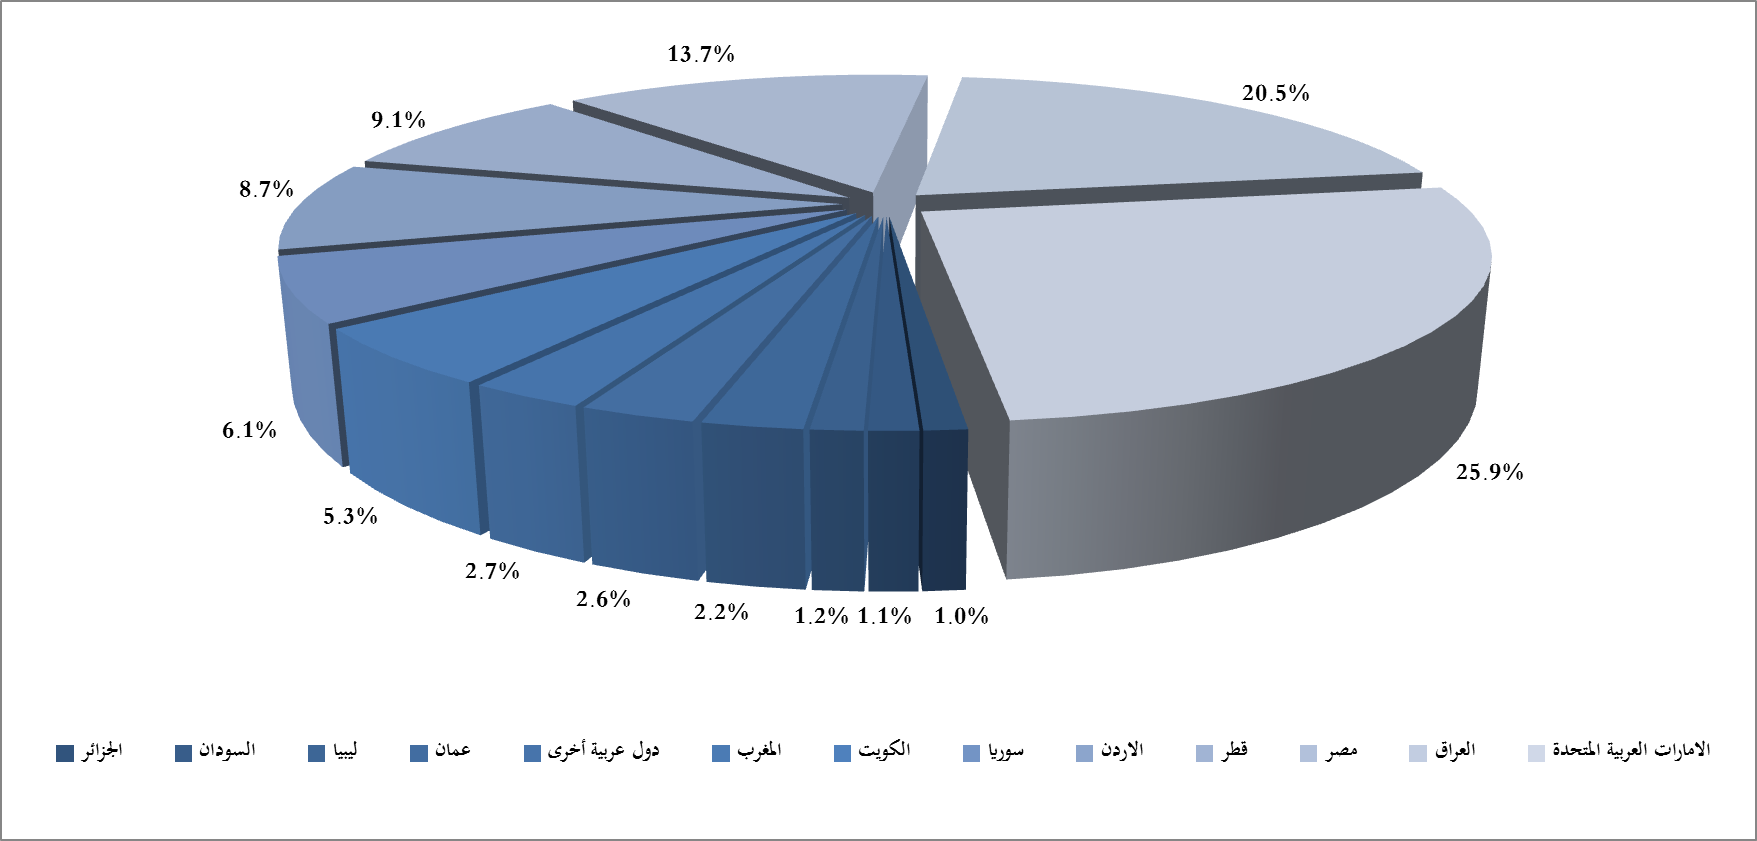 13.7%
20.5%
9.1%
8.7%
6.1%
25.9%
5.3%
2.7%
2.6%
2.2%
1.2%
1.1%
1.0%
الامارات العربية المتحدة
العراق
مصر
قطر
الاردن
سوريا
الكويت
المغرب
دول عربية أخرى
عمان
ليبيا
السودان
الجزائر